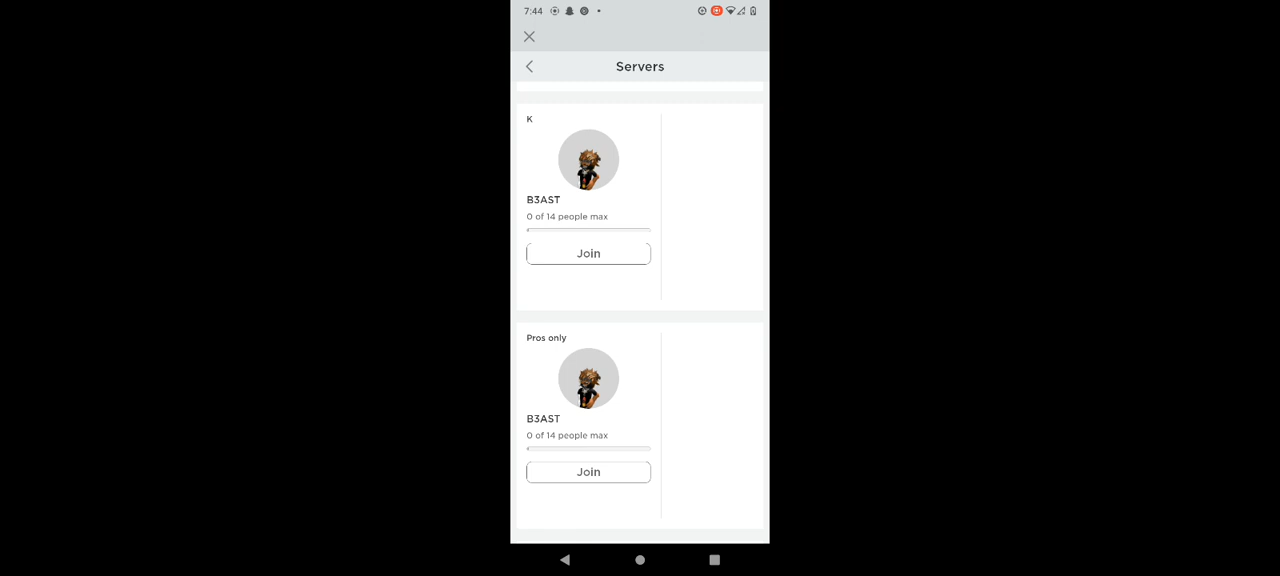 7:44
Servers
K
B3AST
0 of 14 people max
Join
Pros only
B3AST
0 of 14 people max
Join